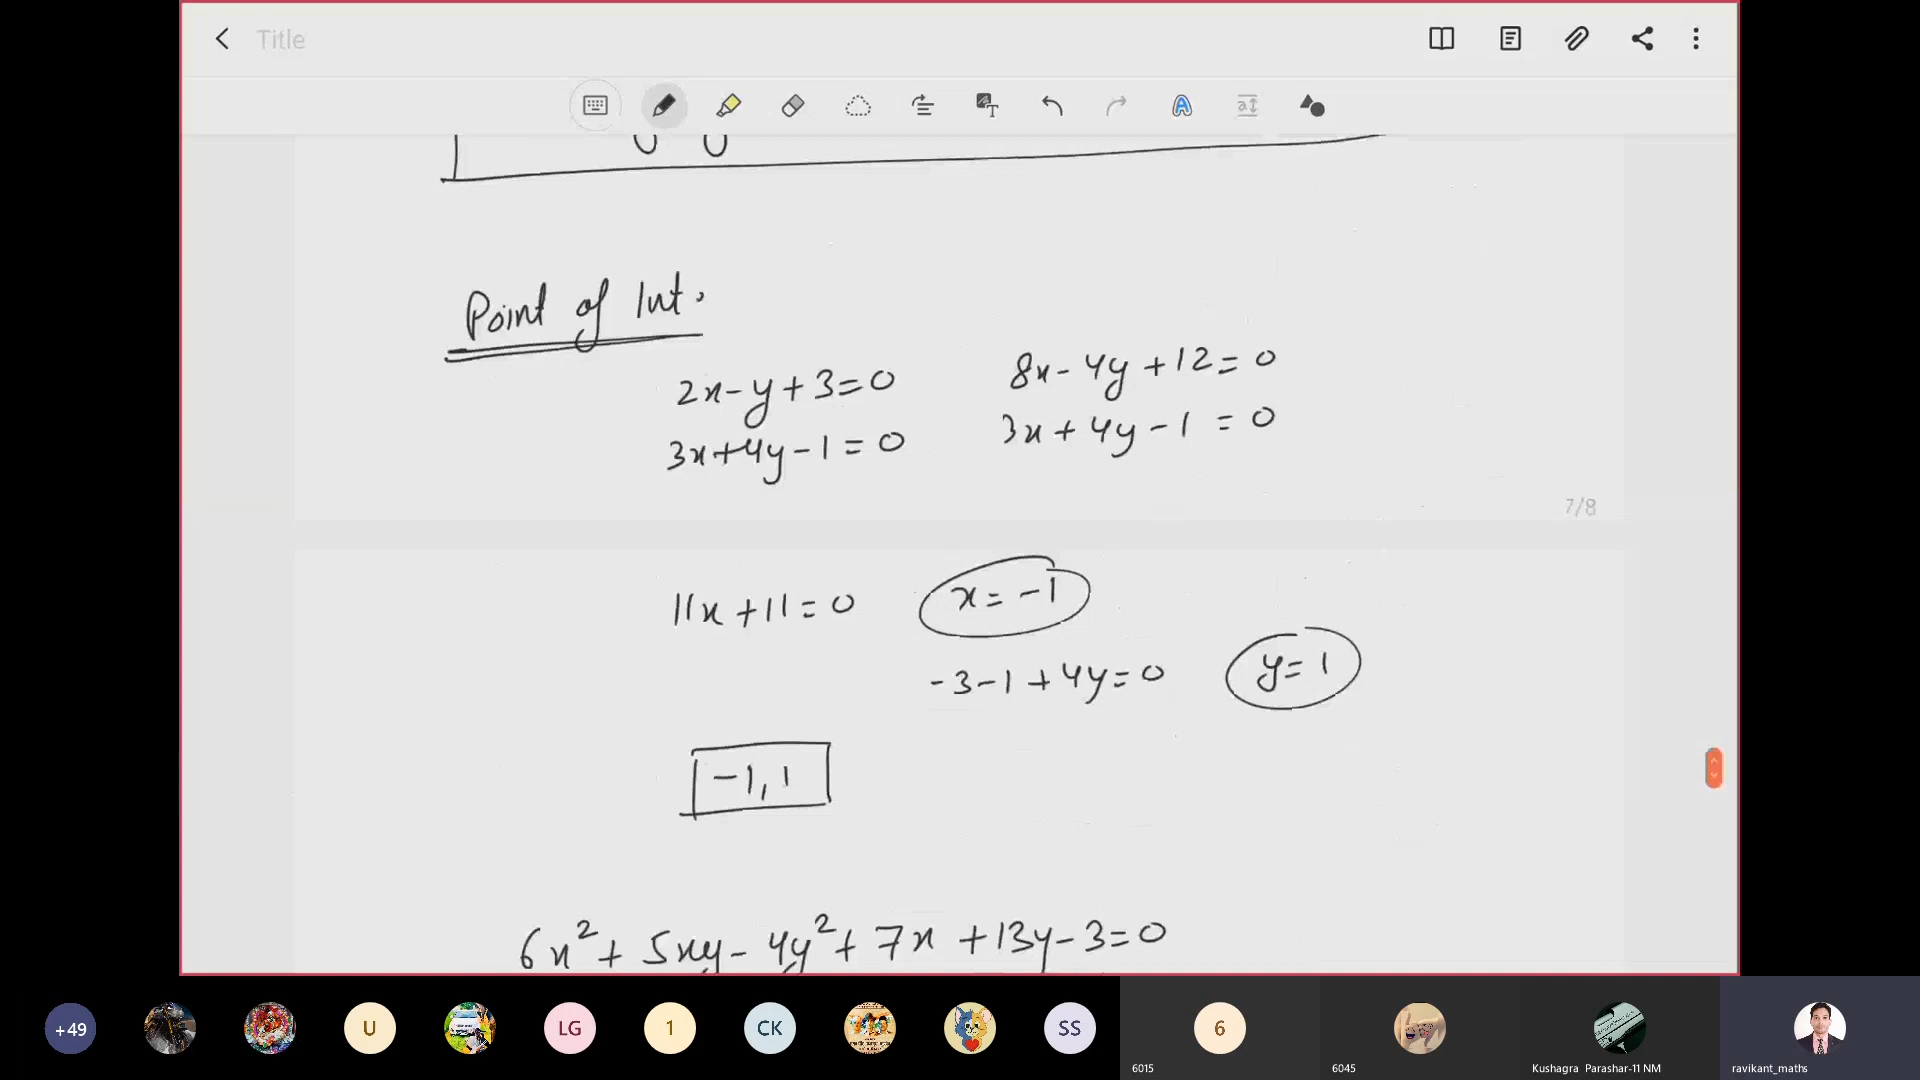 Title
Point of Int.
2x-y+3=0
8x-4y+12=0
3x+4y-1=0
3x+4y-1=0
7/8
11x+11=0
x=-1
-3-1+4y=0
y=1
-1,1
6x²+5xy-4y²+7x+13y-3=0
+49
U
LG
1
CK
SS
6
6015
6045
Kushagra Parashar-11 NM
ravikant_maths